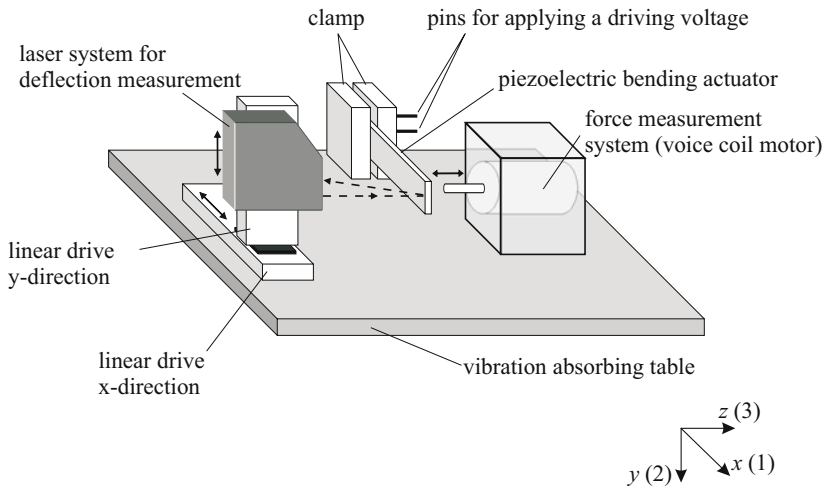 clamp
pins for applying a driving voltage
laser system for
deflection measurement
piezoelectric bending actuator
force measurement
system (voice coil motor)
linear drive
y-direction
linear drive
x-direction
vibration absorbing table
z (3)
x (1)
y (2)